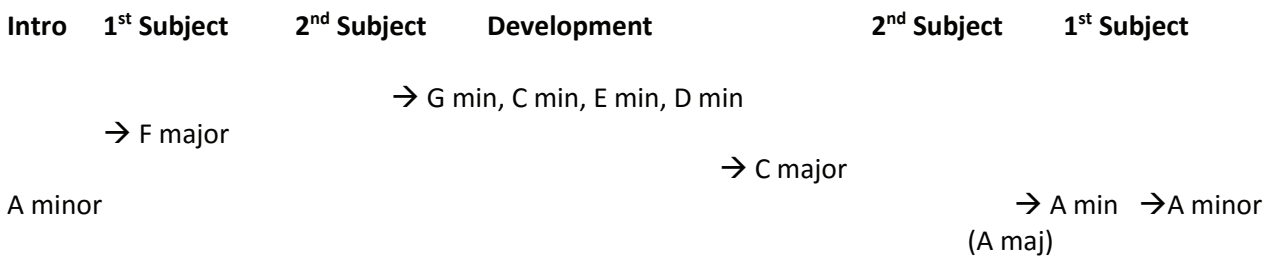 Intro 1st Subject 2nd Subject Development 2nd Subject 1st Subject
→ G min, C min, E min, D min
→ F major
→ C major
A minor → A min →A minor
(A maj)